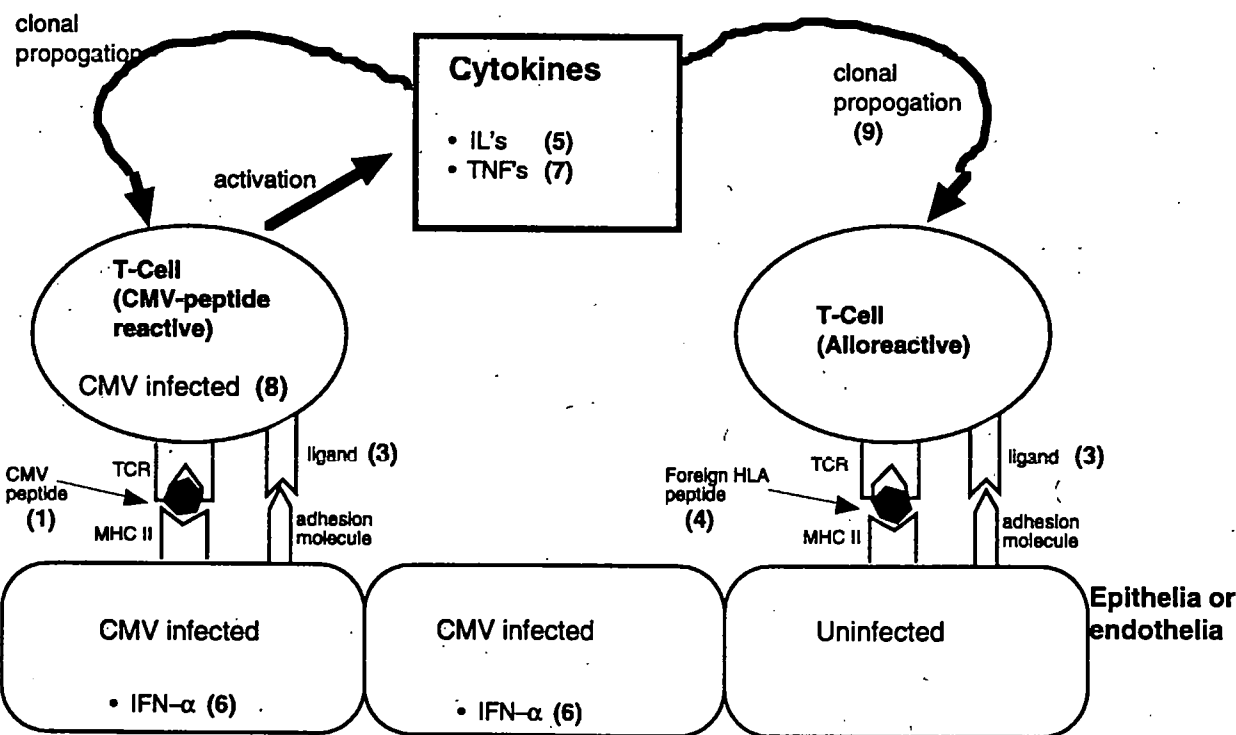 clonal
propogation
Cytokines
• IL's (5)
• TNF's (7)
clonal
propogation
(9)
activation
T-Cell
(CMV-peptide
reactive)
CMV infected (8)
T-Cell
(Alloreactive)
TCR
ligand (3)
CMV
peptide
(1)
MHC II
adhesion
molecule
TCR
ligand (3)
Foreign HLA
peptide
(4)
MHC II
adhesion
molecule
CMV infected
• IFN-α (6)
CMV infected
• IFN-α (6)
Uninfected
Epithelia or
endothelia